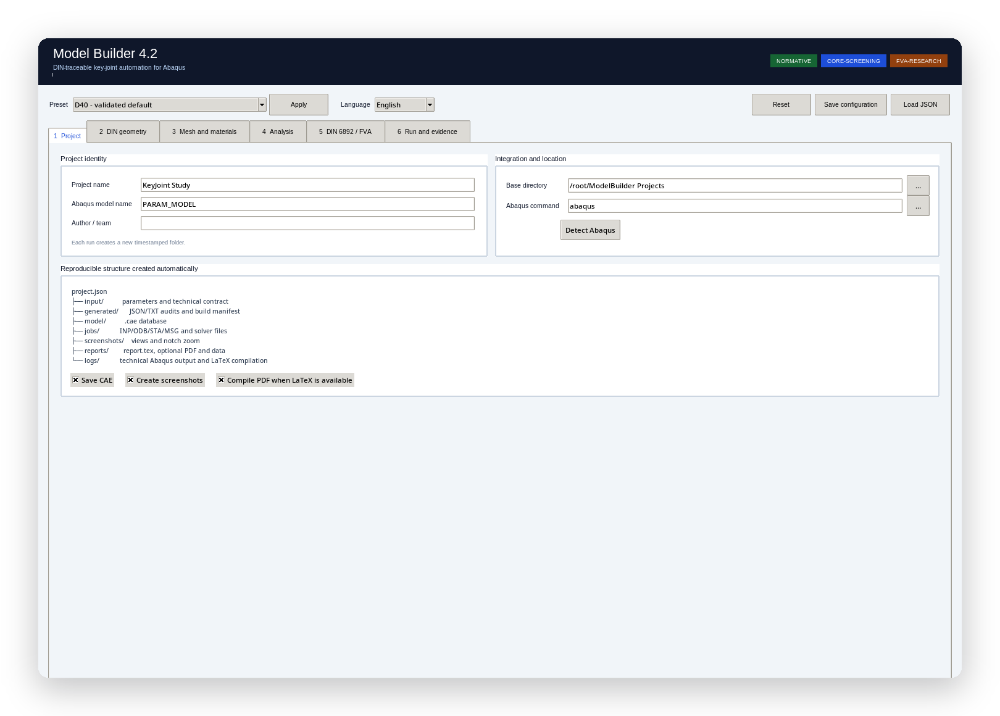 Model Builder 4.2
DIN-traceable key-joint automation for Abaqus
NORMATIVE CORE-SCREENING FVA-RESEARCH
Preset D40 - validated default Apply Language English Reset Save configuration Load JSON
1 Project 2 DIN geometry 3 Mesh and materials 4 Analysis 5 DIN 6892 / FVA 6 Run and evidence
Project identity
Project name KeyJoint Study
Abaqus model name PARAM_MODEL
Author / team
Each run creates a new timestamped folder.
Integration and location
Base directory /root/ModelBuilder Projects ...
Abaqus command abaqus ...
Detect Abaqus
Reproducible structure created automatically
project.json
├── input/ parameters and technical contract
├── generated/ JSON/TXT audits and build manifest
├── model/ .cae database
├── jobs/ INP/ODB/STA/MSG and solver files
├── screenshots/ views and notch zoom
├── reports/ report.tex, optional PDF and data
└── logs/ technical Abaqus output and LaTeX compilation
Save CAE Create screenshots Compile PDF when LaTeX is available